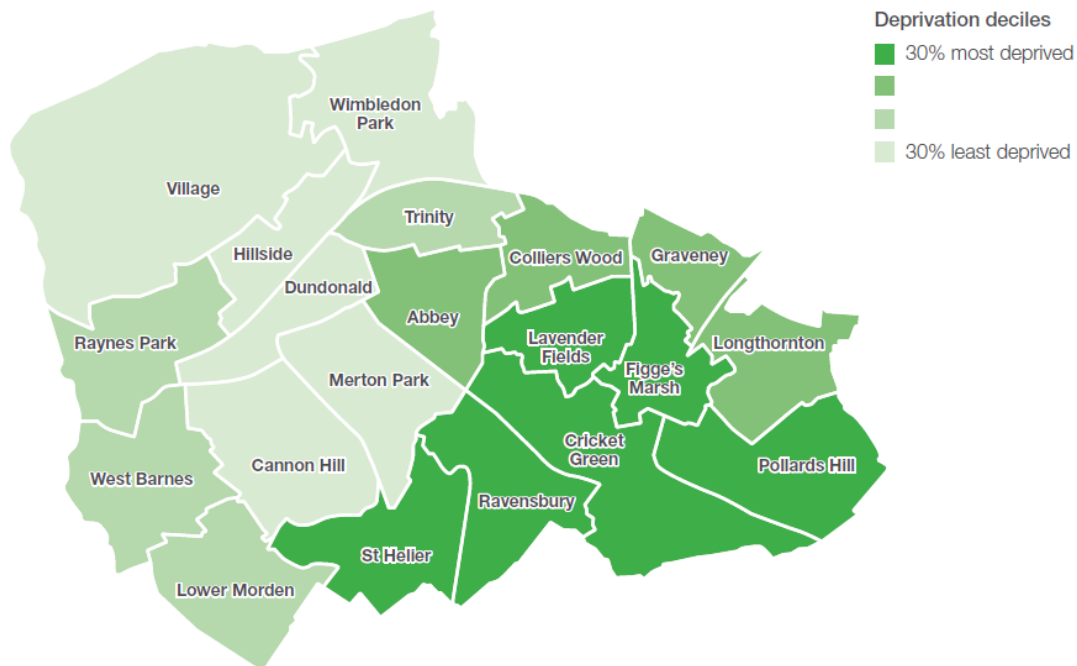 Deprivation deciles
30% most deprived
30% least deprived
Wimbledon
Park
Village
Trinity
Hillside
Colliers Wood
Graveney
Dundonald
Abbey
Raynes Park
Lavender
Fields
Longthornton
Merton Park
Figge's
Marsh
Cricket
Green
Cannon Hill
Pollards Hill
West Barnes
Ravensbury
St Helier
Lower Morden